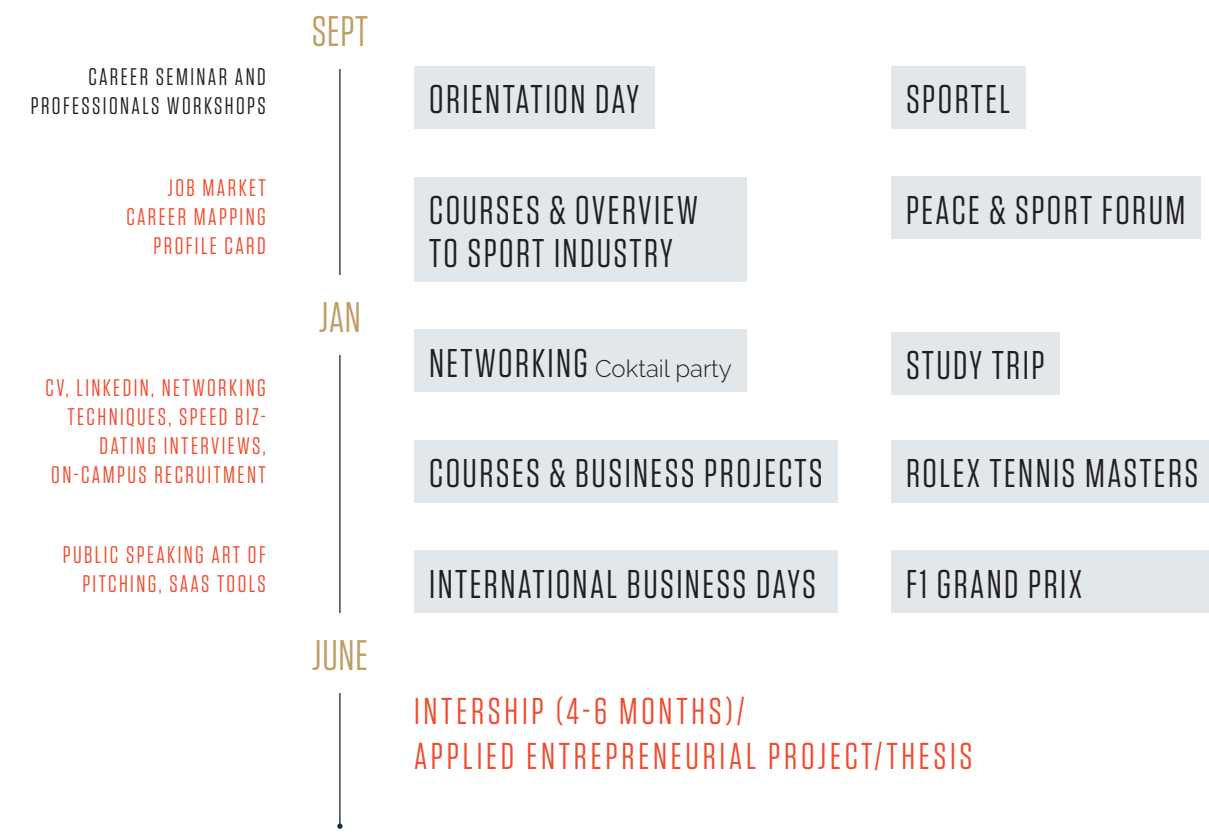 SEPT
CAREER SEMINAR AND
PROFESSIONALS WORKSHOPS
ORIENTATION DAY
SPORTEL
JOB MARKET
CAREER MAPPING
PROFILE CARD
COURSES & OVERVIEW
TO SPORT INDUSTRY
PEACE & SPORT FORUM
JAN
NETWORKING Coktail party
STUDY TRIP
CV, LINKEDIN, NETWORKING
TECHNIQUES, SPEED BIZ-
DATING INTERVIEWS,
ON-CAMPUS RECRUITMENT
COURSES & BUSINESS PROJECTS
ROLEX TENNIS MASTERS
PUBLIC SPEAKING ART OF
PITCHING, SAAS TOOLS
INTERNATIONAL BUSINESS DAYS
F1 GRAND PRIX
JUNE
INTERSHIP (4-6 MONTHS)/
APPLIED ENTREPRENEURIAL PROJECT/THESIS